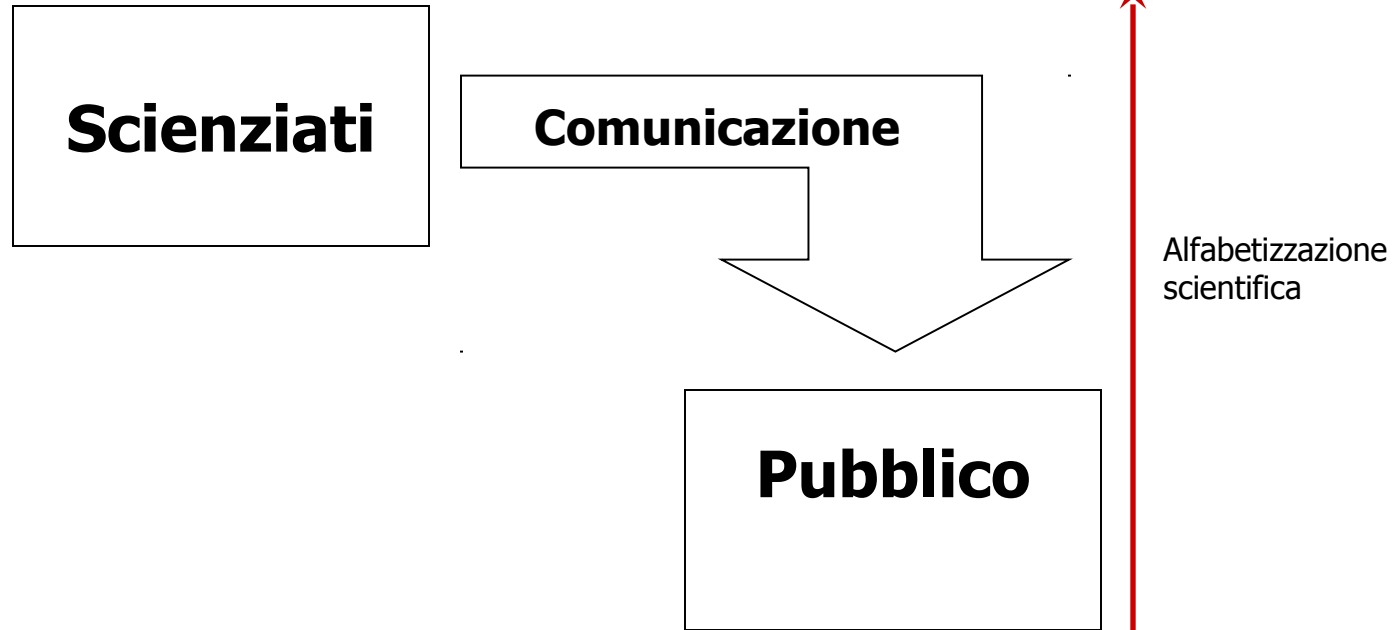 Scienziati
Comunicazione
Alfabetizzazione
scientifica
Pubblico